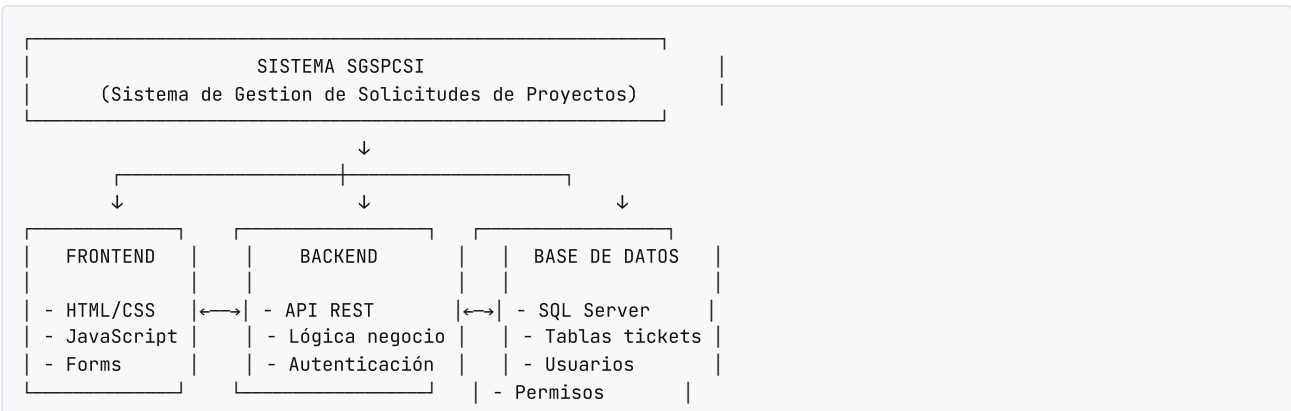 SISTEMA SGSPCSI
(Sistema de Gestion de Solicitudes de Proyectos)
FRONTEND BACKEND BASE DE DATOS
- HTML/CSS - API REST - SQL Server
- JavaScript - Lógica negocio - Tablas tickets
- Forms - Autenticación - Usuarios
- Permisos